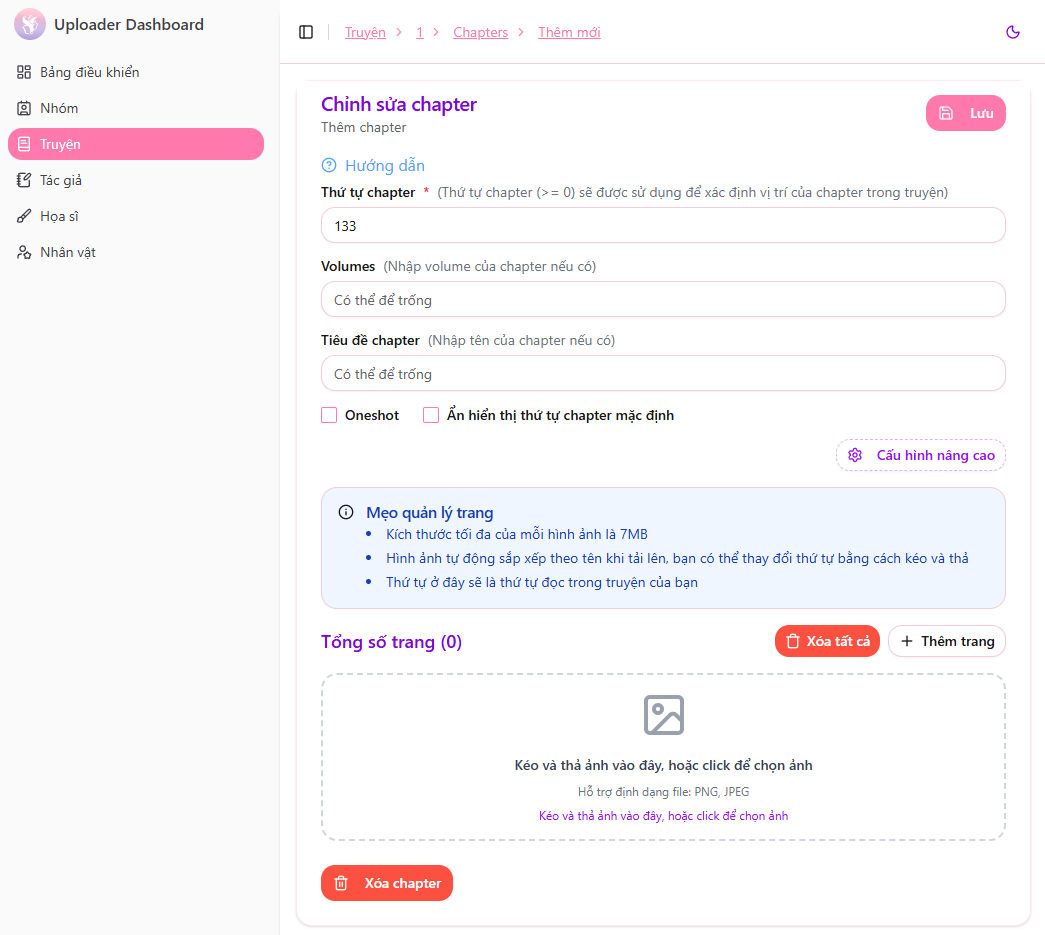 Uploader Dashboard
Bảng điều khiển
Nhóm
Truyện
Tác giả
Họa sì
Nhân vật
Truyện > 1 > Chapters > Thêm mới
Chỉnh sửa chapter
Thêm chapter
Lưu
Hướng dẫn
Thứ tự chapter * (Thứ tự chapter (>= 0) sẽ được sử dụng để xác định vị trí của chapter trong truyện)
133
Volumes (Nhập volume của chapter nếu có)
Có thể để trống
Tiêu đề chapter (Nhập tên của chapter nếu có)
Có thể để trống
Oneshot Ẩn hiển thị thứ tự chapter mặc định
Cấu hình nâng cao
Mẹo quản lý trang
• Kích thước tối đa của mỗi hình ảnh là 7MB
• Hình ảnh tự động sắp xếp theo tên khi tải lên, bạn có thể thay đổi thứ tự bằng cách kéo và thả
• Thứ tự ở đây sẽ là thứ tự đọc trong truyện của bạn
Tổng số trang (0)
Xóa tất cả
Thêm trang
Kéo và thả ảnh vào đây, hoặc click để chọn ảnh
Hỗ trợ định dạng file: PNG, JPEG
Kéo và thả ảnh vào đây, hoặc click để chọn ảnh
Xóa chapter